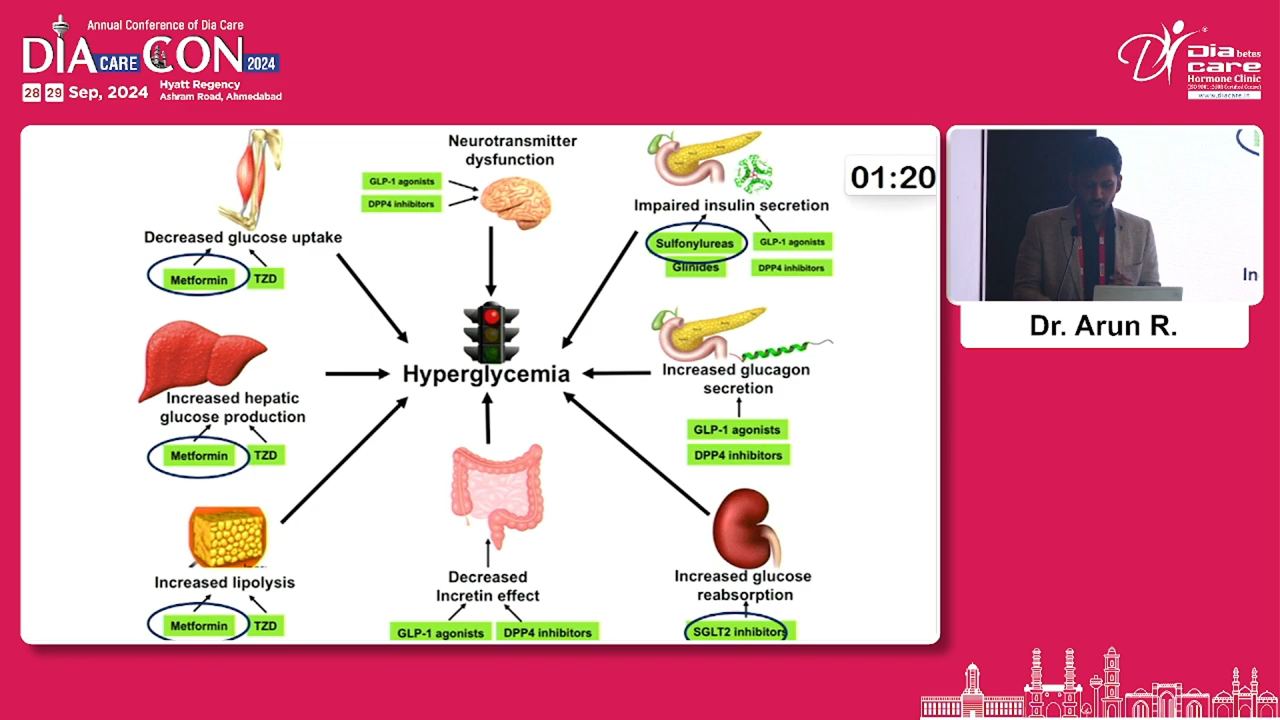 Annual Conference of Dia Care
DIA CARE CON 2024
28 29 Sep, 2024
Hyatt Regency
Ashram Road, Ahmedabad
Diabetes
care
Hormone Clinic
www.diacare.in
Neurotransmitter
dysfunction
GLP-1 agonists
DPP4 inhibitors
01:20
Impaired insulin secretion
Sulfonylureas
GLP-1 agonists
Glinides
DPP4 inhibitors
Decreased glucose uptake
Metformin
TZD
Hyperglycemia
Increased glucagon
secretion
GLP-1 agonists
DPP4 inhibitors
Increased hepatic
glucose production
Metformin
TZD
Increased lipolysis
Metformin
TZD
Decreased
Incretin effect
GLP-1 agonists
DPP4 inhibitors
Increased glucose
reabsorption
SGLT2 inhibitors
In
Dr. Arun R.